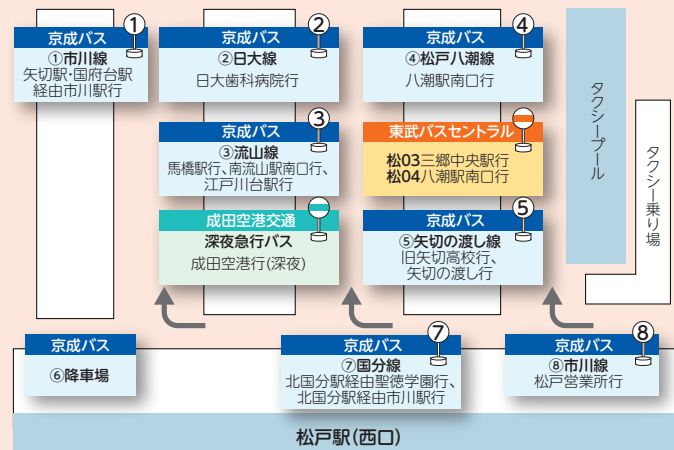 京成バス
①
①市川線
矢切駅・国府台駅
経由市川駅行
京成バス
②
②日大線
日大歯科病院行
京成バス
④
④松戸八潮線
八潮駅南口行
京成バス
③
③流山線
馬橋駅行、南流山駅南口行、
江戸川台駅行
東武バスセントラル
松03三郷中央駅行
松04八潮駅南口行
成田空港交通
深夜急行バス
成田空港行(深夜)
京成バス
⑤
⑤矢切の渡し線
旧矢切高校行、
矢切の渡し行
タクシープール
タクシー乗り場
京成バス
⑥降車場
京成バス
⑦
⑦国分線
北国分駅経由聖徳学園行、
北国分駅経由市川駅行
京成バス
⑧
⑧市川線
松戸営業所行
松戸駅(西口)